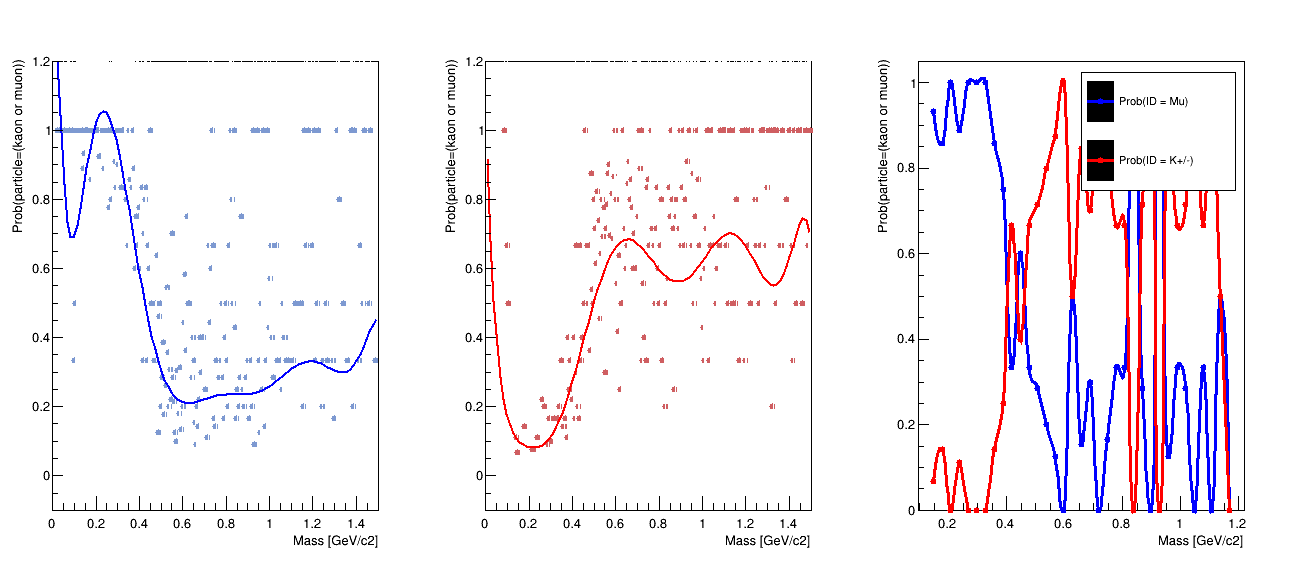 Prob(particle=(kaon or muon))
1.2
1
0.8
0.6
0.4
0.2
0
0 0.2 0.4 0.6 0.8 1 1.2 1.4
Mass [GeV/c2]
Prob(particle=(kaon or muon))
1.2
1
0.8
0.6
0.4
0.2
0
0 0.2 0.4 0.6 0.8 1 1.2 1.4
Mass [GeV/c2]
Prob(particle=(kaon or muon))
1
0.8
0.6
0.4
0.2
0
0.2 0.4 0.6 0.8 1 1.2
Mass [GeV/c2]
Prob(ID = Mu)
Prob(ID = K+/-)